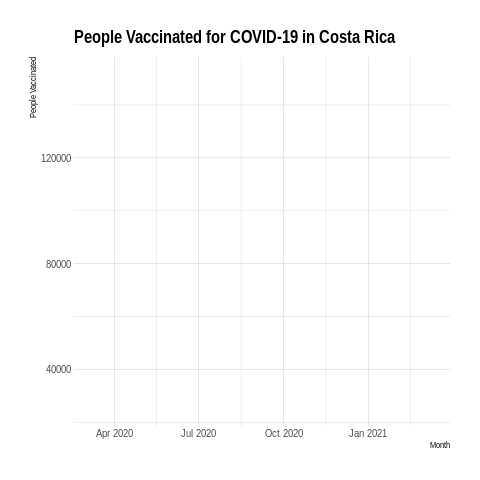 People Vaccinated for COVID-19 in Costa Rica
People Vaccinated
120000
80000
40000
Apr 2020
Jul 2020
Oct 2020
Jan 2021
Month